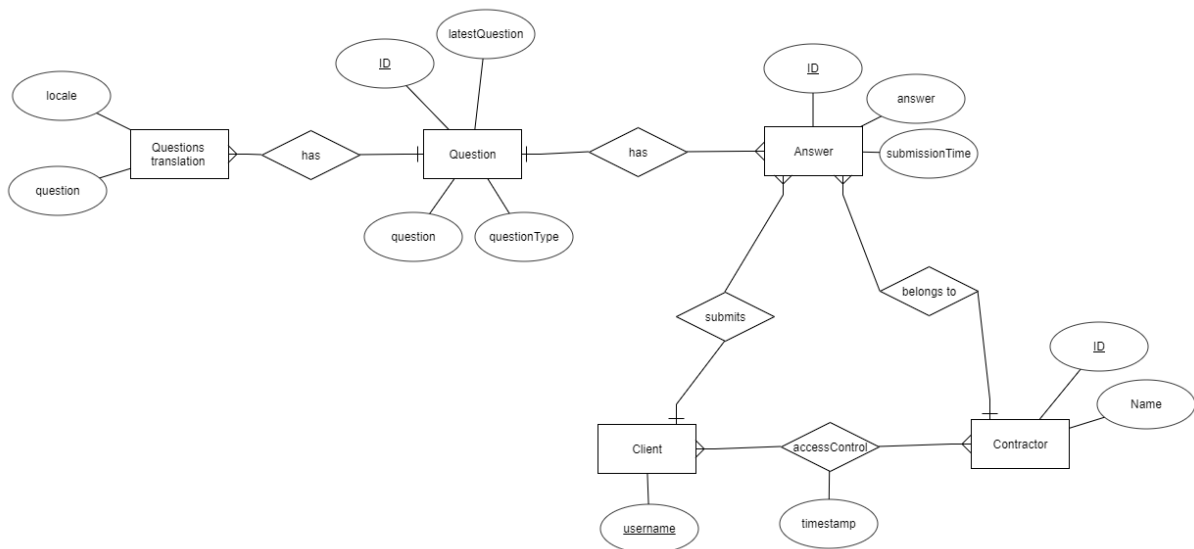 latestQuestion
ID
ID
locale
answer
Questions
translation
has
Question
has
Answer
submissionTime
question
question
questionType
belongs to
submits
ID
Name
Client
accessControl
Contractor
username
timestamp